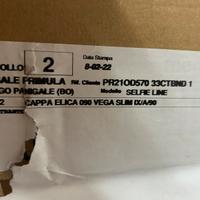 OLLO
2
Data Stampa
8-02-22
ALE PRIMULA
Rif. Cliente PR21OD570 33CTBND 1
GO PANIGALE (BO)
Modello SELFIE LINE
2 CAPPA ELICA 090 VEGA SLIM IX/A/90